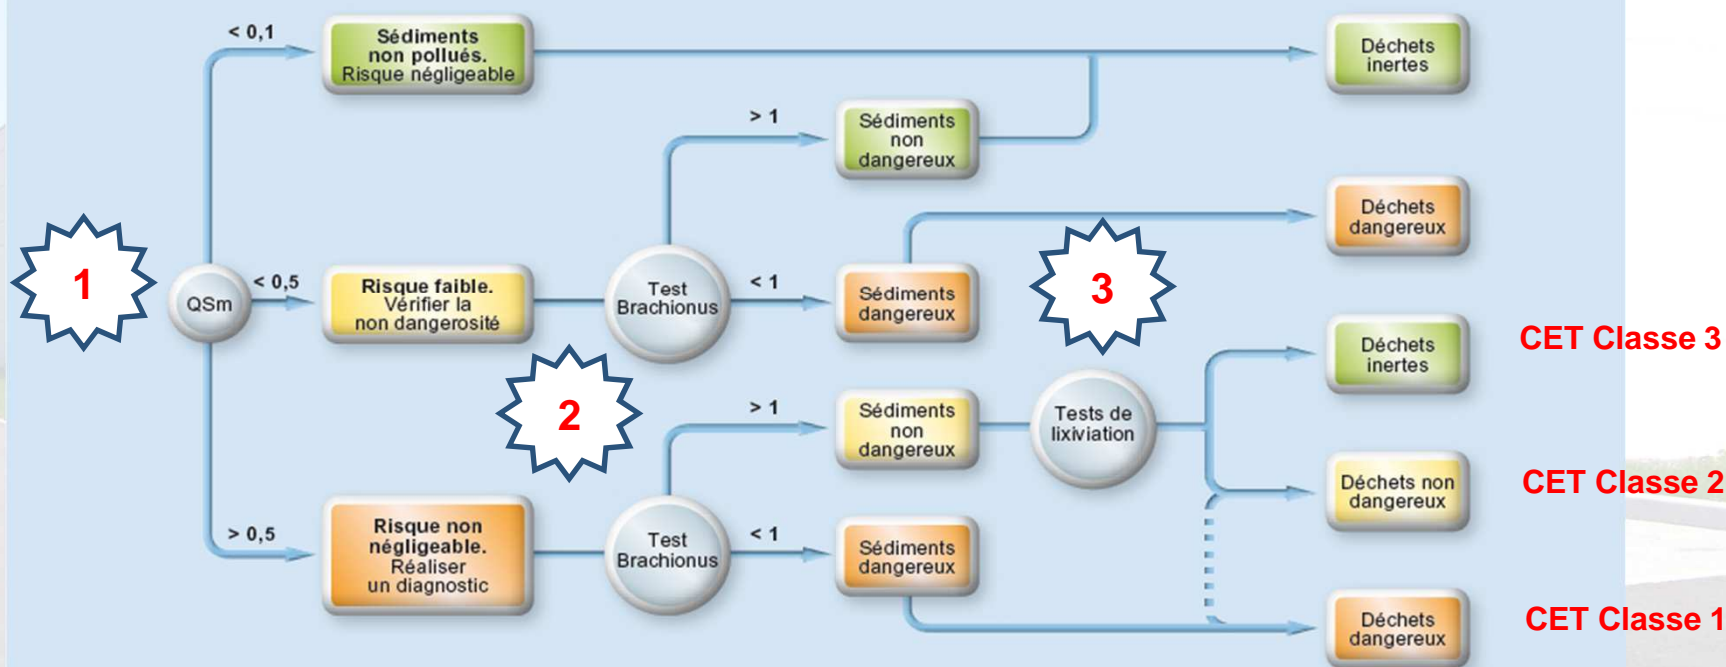 < 0,1
Sédiments
non pollués.
Risque négligeable
Déchets
inertes
> 1
Sédiments
non
dangereux
Déchets
dangereux
1
QSm
< 0,5
Risque faible.
Vérifier la
non dangerosité
Test
Brachionus
< 1
Sédiments
dangereux
3
Déchets
inertes
CET Classe 3
2
> 1
Sédiments
non
dangereux
Tests de
lixiviation
Déchets non
dangereux
CET Classe 2
> 0,5
Risque non
négligeable.
Réaliser
un diagnostic
Test
Brachionus
< 1
Sédiments
dangereux
Déchets
dangereux
CET Classe 1